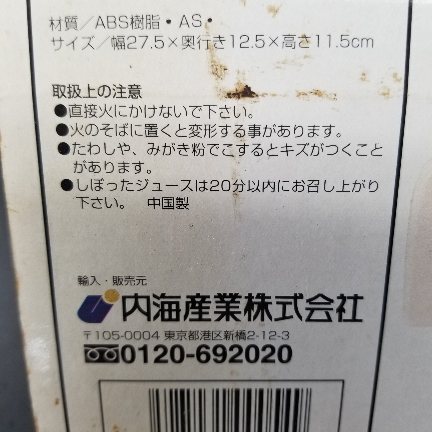 材質／ABS樹脂・AS・
サイズ／幅27.5×奥行き12.5×高さ11.5cm
取扱上の注意
●直接火にかけないで下さい。
●火のそばに置くと変形する事があります。
●たわしや、みがき粉でこするとキズがつくこと
があります。
●しぼったジュースは20分以内にお召し上がり
下さい。 中国製
輸入・販売元
内海産業株式会社
〒105-0004 東京都港区新橋2-12-3
0120-692020